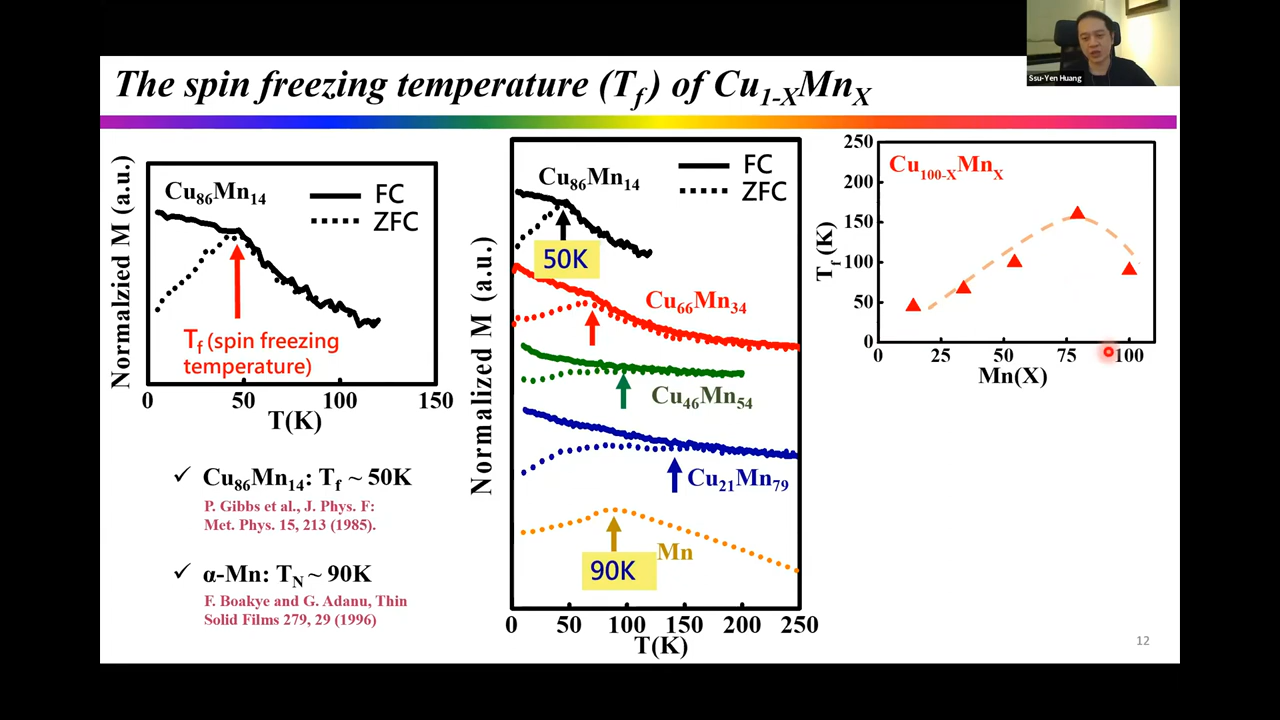 Ssu-Yen Huang
The spin freezing temperature (Tf) of Cu1-XMnX
Normalzied M (a.u.)
Cu86Mn14
FC
ZFC
Tf (spin freezing
temperature)
0 50 100 150
T(K)
✓ Cu86Mn14: Tf ~ 50K
P. Gibbs et al., J. Phys. F:
Met. Phys. 15, 213 (1985).
✓ α-Mn: TN ~ 90K
F. Boakye and G. Adanu, Thin
Solid Films 279, 29 (1996)
Normalized M (a.u.)
FC
ZFC
Cu86Mn14
50K
Cu66Mn34
Cu46Mn54
Cu21Mn79
Mn
90K
0 50 100 150 200 250
T(K)
Tf (K)
250
200
150
100
50
0
Cu100-XMnX
0 25 50 75 100
Mn(X)
12